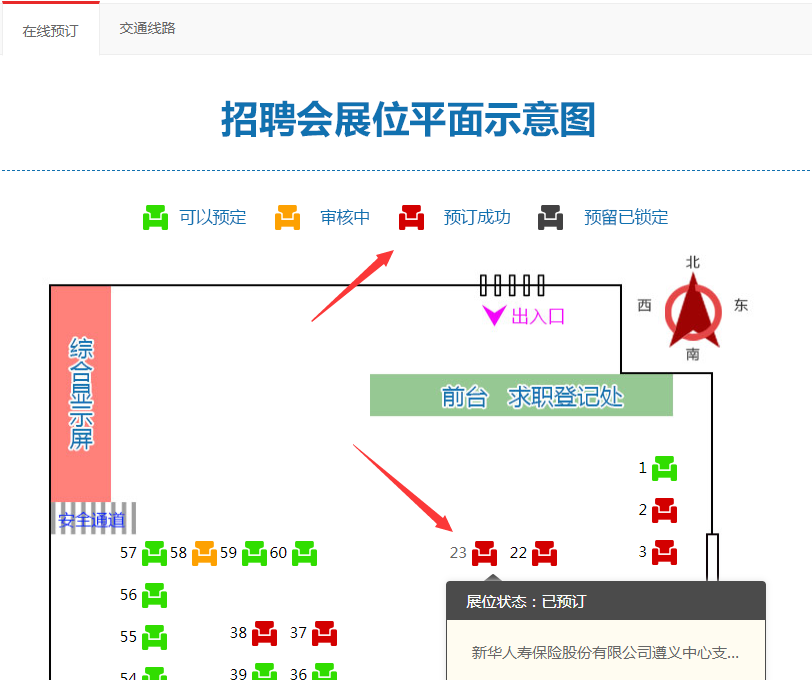 在线预订 交通线路
招聘会展位平面示意图
可以预定 审核中 预订成功 预留已锁定
北
西 东
南
出入口
综合显示屏
前台 求职登记处
1
2
安全通道
57 58 59 60 23 22 3
56
展位状态：已预订
55 38 37
新华人寿保险股份有限公司遵义中心支...
54 39 36